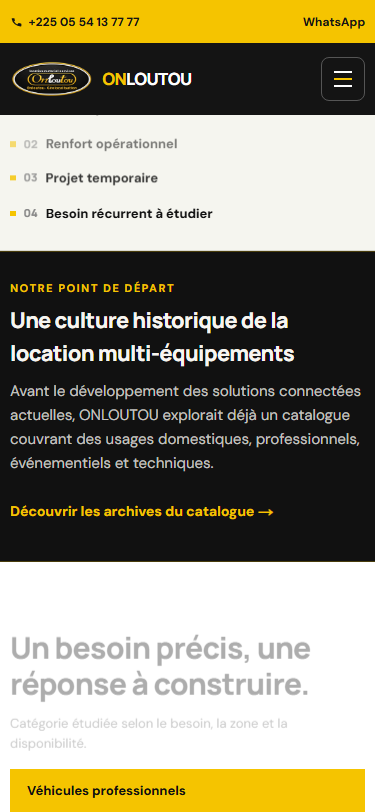 +225 05 54 13 77 77
WhatsApp
Onloutou
ONLOUTOU
02 Renfort opérationnel
03 Projet temporaire
04 Besoin récurrent à étudier
NOTRE POINT DE DÉPART
Une culture historique de la
location multi-équipements
Avant le développement des solutions connectées
actuelles, ONLOUTOU explorait déjà un catalogue
couvrant des usages domestiques, professionnels,
événementiels et techniques.
Découvrir les archives du catalogue →
Un besoin précis, une
réponse à construire.
Catégorie étudiée selon le besoin, la zone et la
disponibilité.
Véhicules professionnels